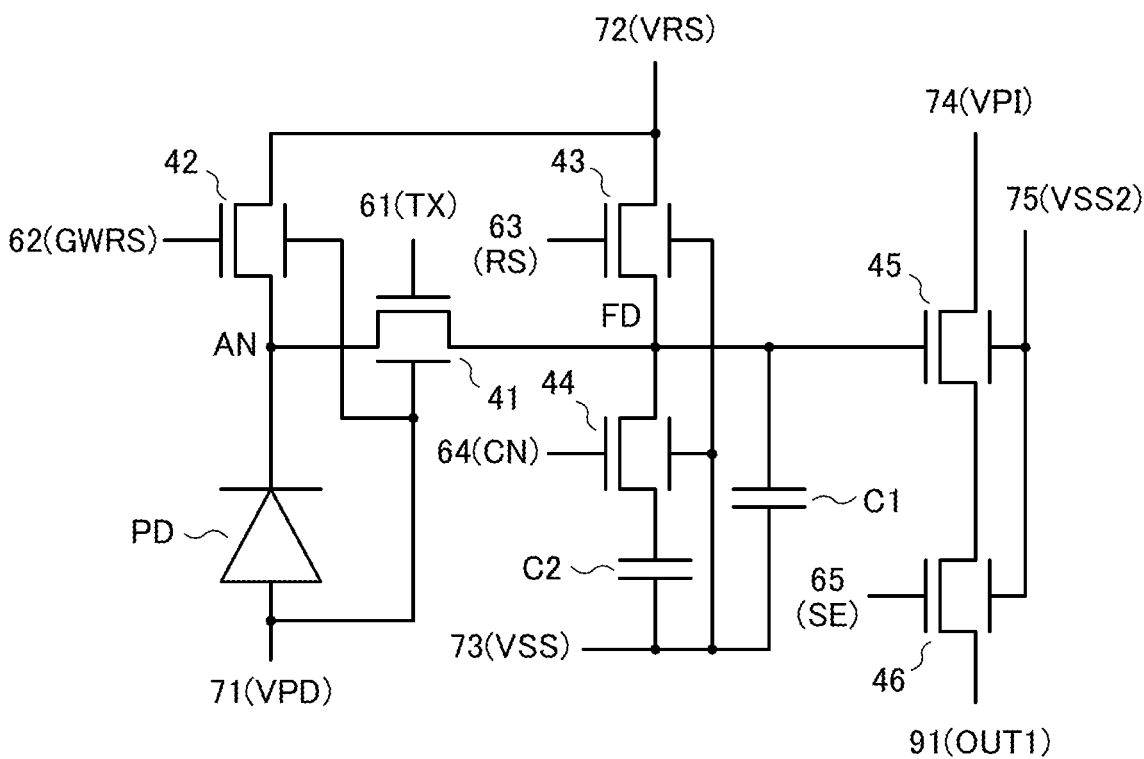 72(VRS)
74(VPI)
42
43
61(TX)
75(VSS2)
62(GWRS)
63
(RS)
45
AN
FD
41
44
64(CN)
PD
C1
C2
65
(SE)
73(VSS)
46
71(VPD)
91(OUT1)